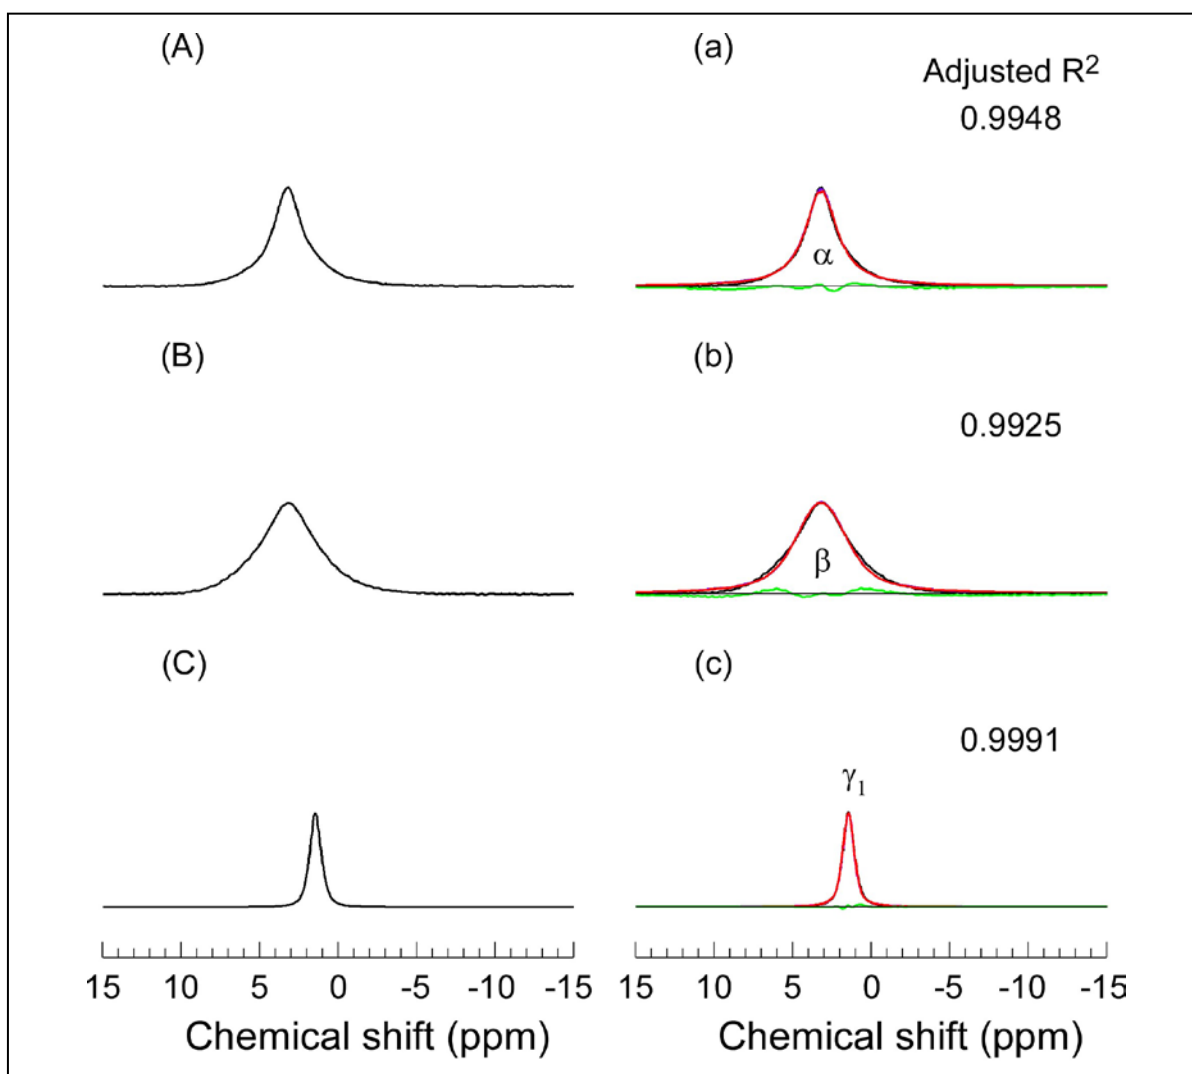 (A) (a)
Adjusted R²
0.9948
α
(B) (b)
0.9925
β
(C) (c)
0.9991
γ₁
15 10 5 0 -5 -10 -15 15 10 5 0 -5 -10 -15
Chemical shift (ppm) Chemical shift (ppm)